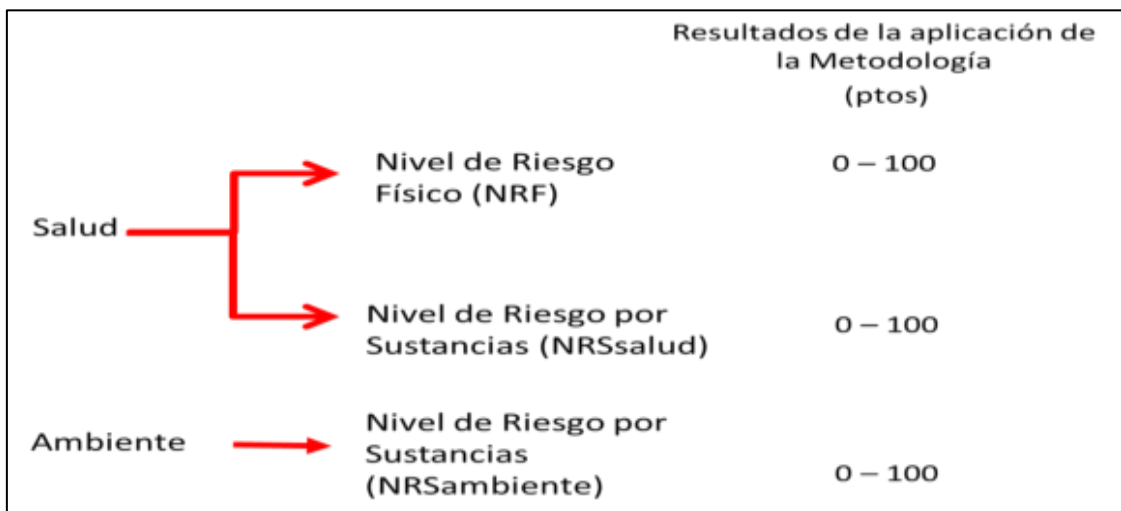 Resultados de la aplicación de
la Metodología
(ptos)
Nivel de Riesgo
Físico (NRF)
0 – 100
Salud
Nivel de Riesgo por
Sustancias (NRSsalud)
0 – 100
Ambiente
Nivel de Riesgo por
Sustancias
(NRSambiente)
0 – 100